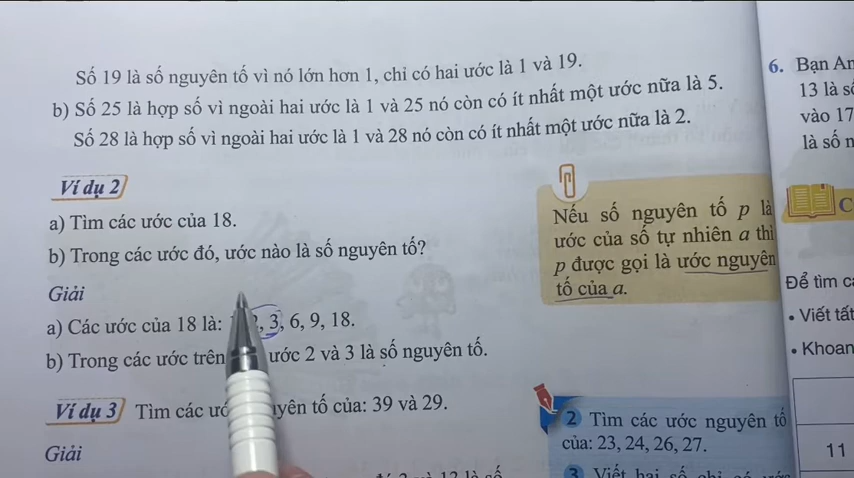 Số 19 là số nguyên tố vì nó lớn hơn 1, chỉ có hai ước là 1 và 19.
b) Số 25 là hợp số vì ngoài hai ước là 1 và 25 nó còn có ít nhất một ước nữa là 5.
Số 28 là hợp số vì ngoài hai ước là 1 và 28 nó còn có ít nhất một ước nữa là 2.
Ví dụ 2
a) Tìm các ước của 18.
b) Trong các ước đó, ước nào là số nguyên tố?
Giải
a) Các ước của 18 là: 3, 6, 9, 18.
b) Trong các ước trên ước 2 và 3 là số nguyên tố.
Ví dụ 3 Tìm các tố của: 39 và 29.
Giải
Nếu số nguyên tố p là
ước của số tự nhiên a thì
p được gọi là ước nguyên
tố của a.
2 Tìm các ước nguyên tố
của: 23, 24, 26, 27.
3 Viết hai số chỉ có
6. Bạn An
13 là số
vào 17
là số n
C
Để tìm c
• Viết tất
• Khoan
11